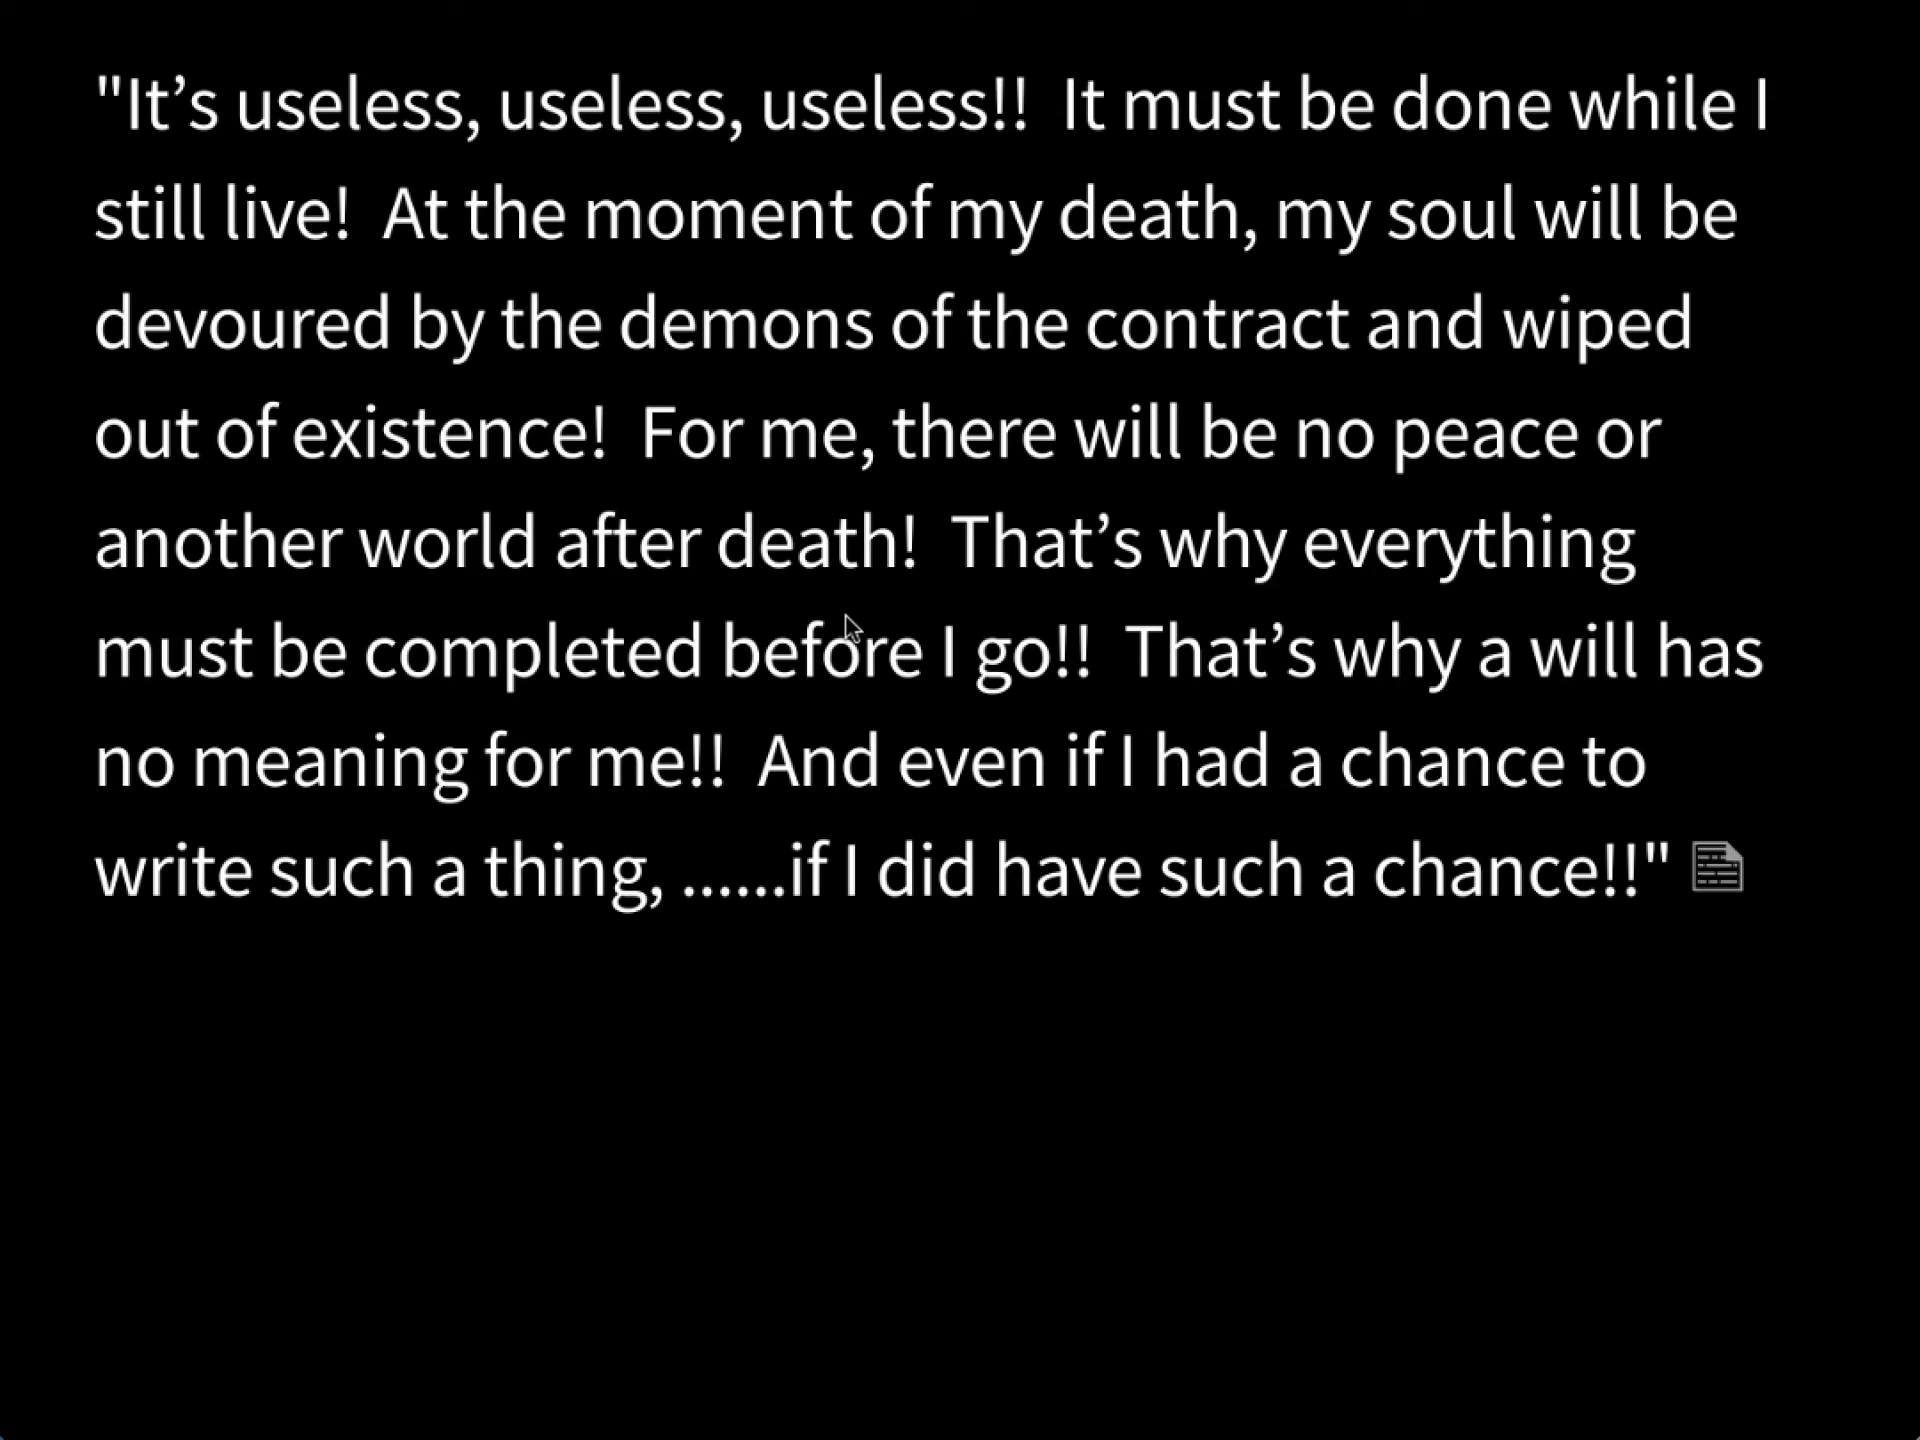 "It’s useless, useless, useless!!  It must be done while I
still live!  At the moment of my death, my soul will be
devoured by the demons of the contract and wiped
out of existence!  For me, there will be no peace or
another world after death!  That’s why everything
must be completed before I go!!  That’s why a will has
no meaning for me!!  And even if I had a chance to
write such a thing, ......if I did have such a chance!!"